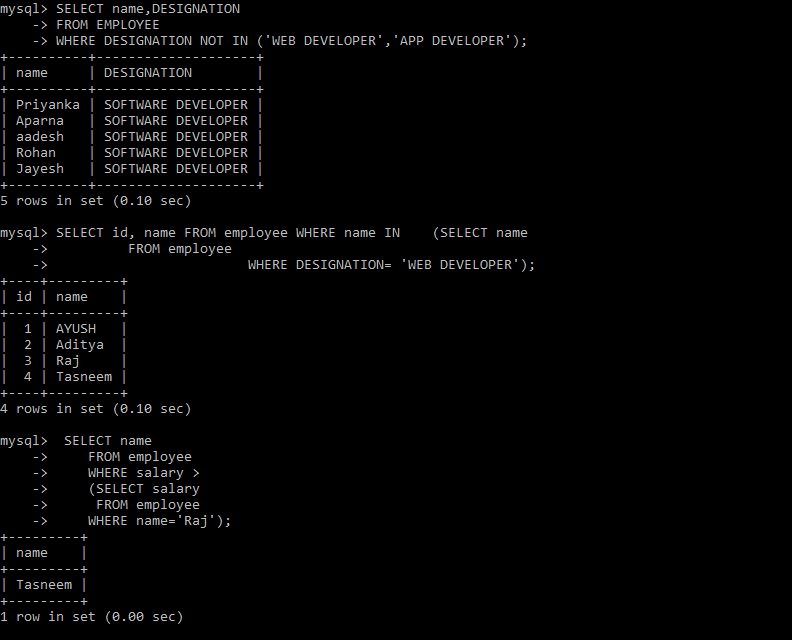 mysql> SELECT name,DESIGNATION
    -> FROM EMPLOYEE
    -> WHERE DESIGNATION NOT IN ('WEB DEVELOPER','APP DEVELOPER');
+----------+--------------------+
| name     | DESIGNATION        |
+----------+--------------------+
| Priyanka | SOFTWARE DEVELOPER |
| Aparna   | SOFTWARE DEVELOPER |
| aadesh   | SOFTWARE DEVELOPER |
| Rohan    | SOFTWARE DEVELOPER |
| Jayesh   | SOFTWARE DEVELOPER |
+----------+--------------------+
5 rows in set (0.10 sec)

mysql> SELECT id, name FROM employee WHERE name IN    (SELECT name
    ->          FROM employee
    ->                         WHERE DESIGNATION= 'WEB DEVELOPER');
+----+---------+
| id | name    |
+----+---------+
|  1 | AYUSH   |
|  2 | Aditya  |
|  3 | Raj     |
|  4 | Tasneem |
+----+---------+
4 rows in set (0.10 sec)

mysql>  SELECT name
    ->     FROM employee
    ->     WHERE salary >
    ->     (SELECT salary
    ->      FROM employee
    ->     WHERE name='Raj');
+---------+
| name    |
+---------+
| Tasneem |
+---------+
1 row in set (0.00 sec)